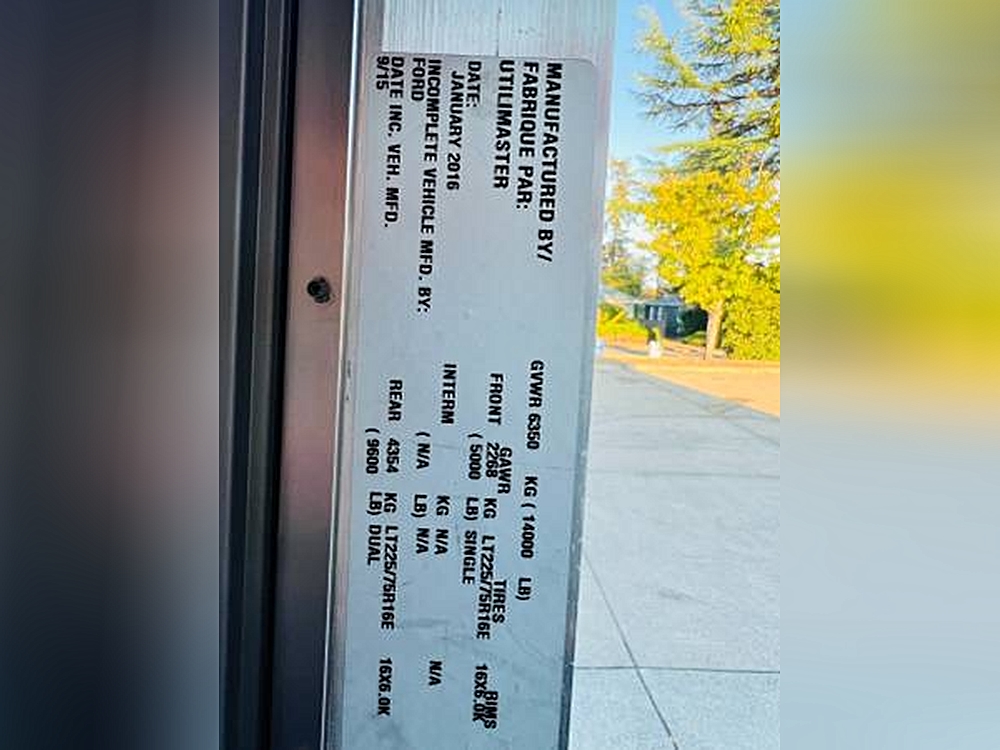 MANUFACTURED BY/
FABRIQUE PAR:
UTILIMASTER
DATE:
JANUARY 2016
INCOMPLETE VEHICLE MFD. BY:
FORD
DATE INC. VEH. MFD.
9/15
GVWR 6350 KG ( 14000 LB)
GAWR TIRES RIMS
FRONT 2268 KG LT225/75R16E 16X6.0K
( 5000 LB) SINGLE
INTERM KG N/A N/A
( N/A LB) N/A
REAR 4354 KG LT225/75R16E 16X6.0K
( 9600 LB) DUAL